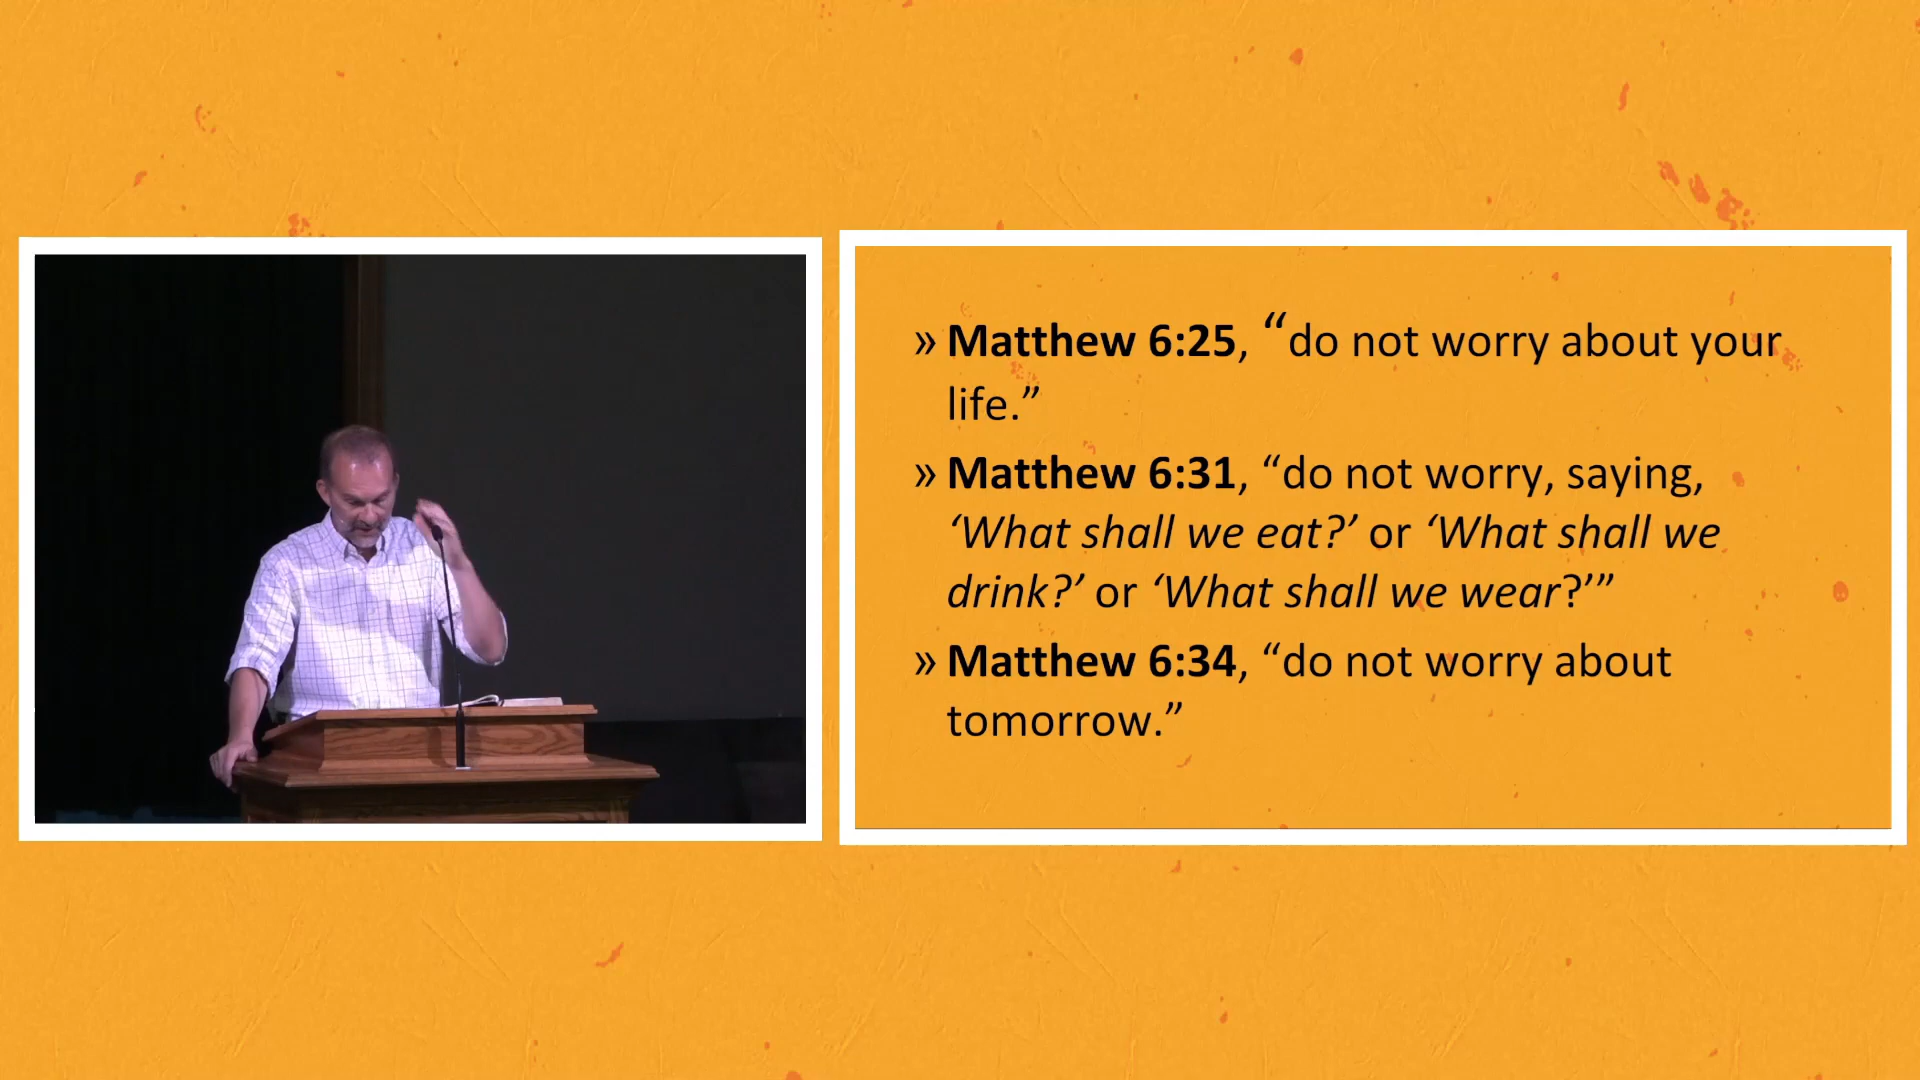 » Matthew 6:25, “do not worry about your
life.”
» Matthew 6:31, “do not worry, saying,
‘What shall we eat?’ or ‘What shall we
drink?’ or ‘What shall we wear?’”
» Matthew 6:34, “do not worry about
tomorrow.”